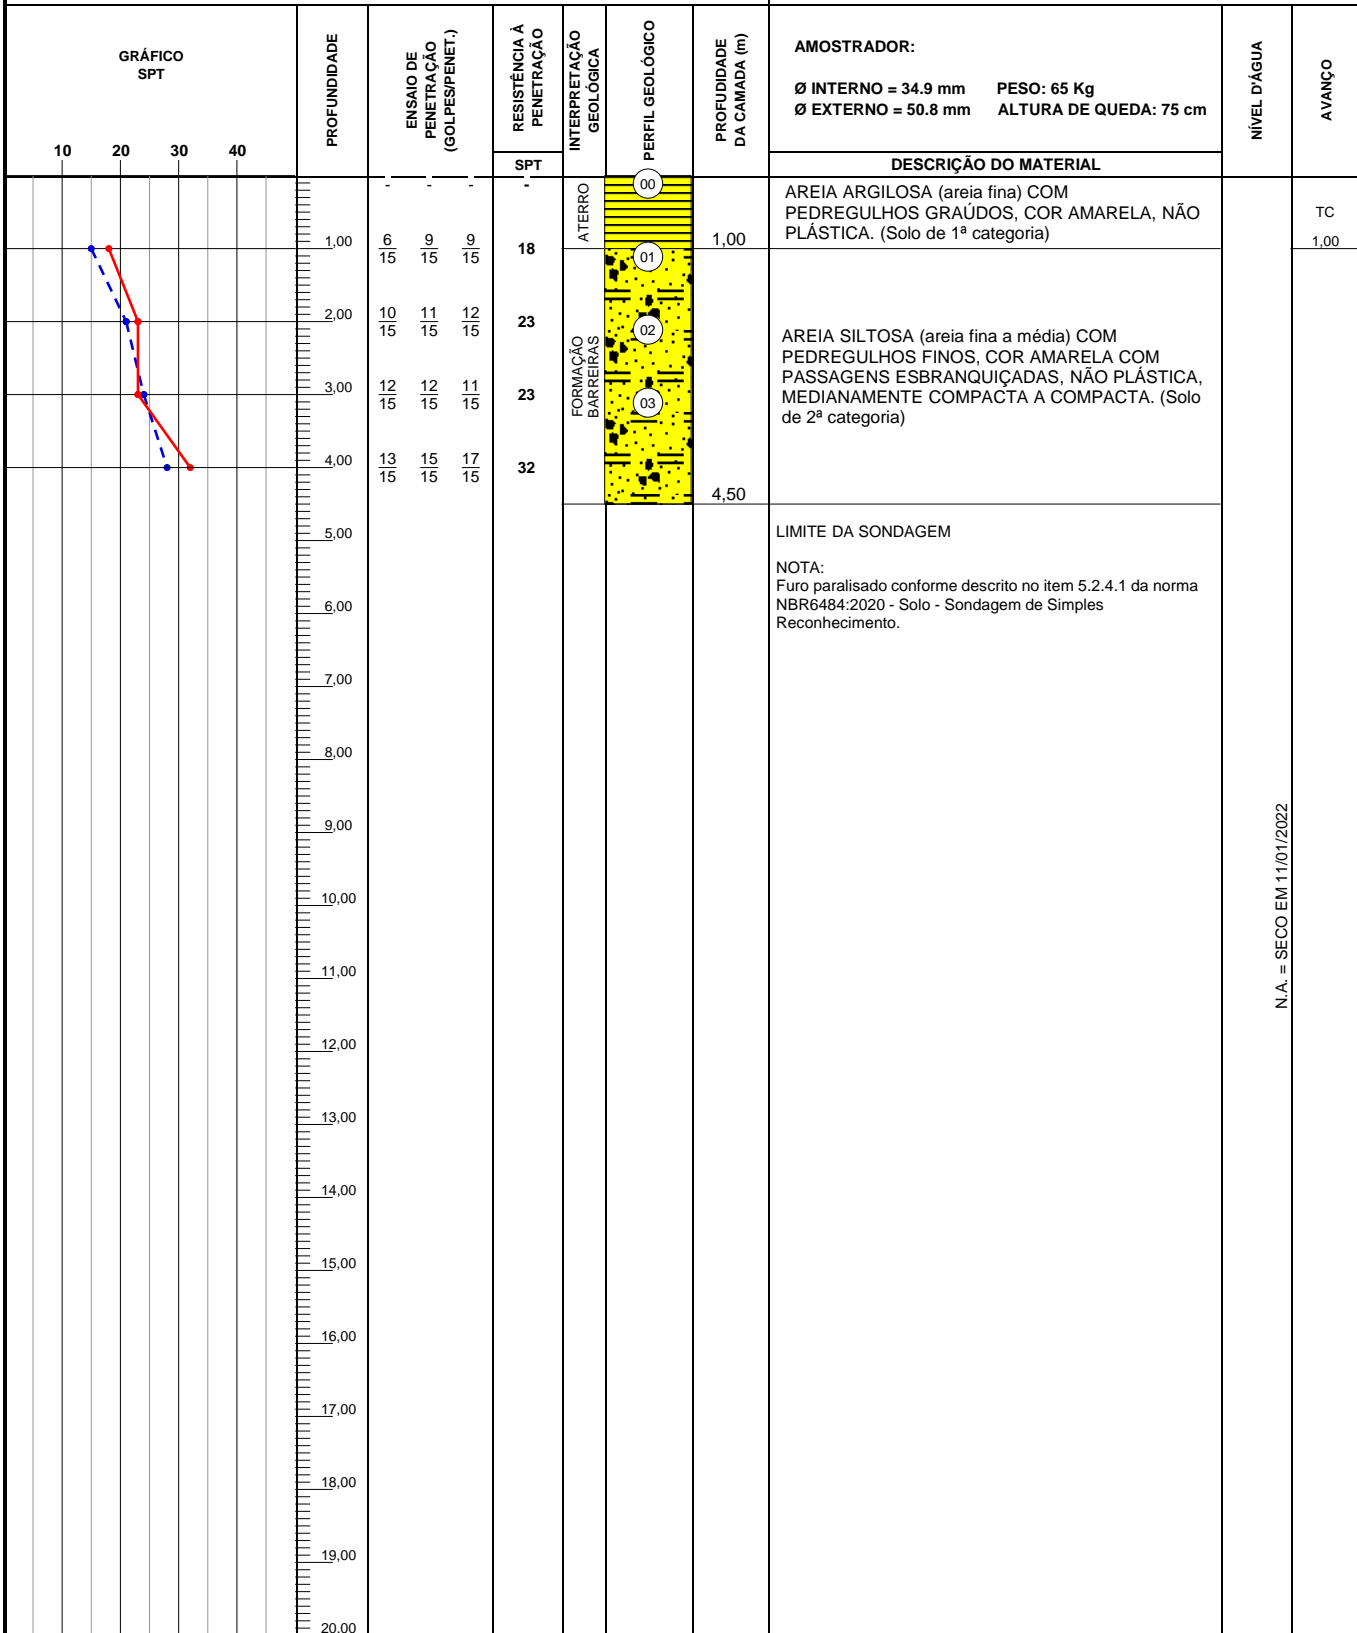 GRÁFICO
SPT
10 20 30 40
PROFUNDIDADE
ENSAIO DE
PENETRAÇÃO
(GOLPES/PENET.)
RESISTÊNCIA À
PENETRAÇÃO
SPT
INTERPRETAÇÃO
GEOLÓGICA
PERFIL GEOLÓGICO
PROFUDIDADE
DA CAMADA (m)
AMOSTRADOR:
Ø INTERNO = 34.9 mm PESO: 65 Kg
Ø EXTERNO = 50.8 mm ALTURA DE QUEDA: 75 cm
DESCRIÇÃO DO MATERIAL
NÍVEL D'ÁGUA
AVANÇO
- - - -
ATERRO
00
AREIA ARGILOSA (areia fina) COM
PEDREGULHOS GRAÚDOS, COR AMARELA, NÃO
PLÁSTICA. (Solo de 1ª categoria)
TC
1,00
1,00
6 9 9
15 15 15
18
1,00
01
2,00
10 11 12
15 15 15
23
02
3,00
12 12 11
15 15 15
23
03
4,00
13 15 17
15 15 15
32
FORMAÇÃO
BARREIRAS
4,50
AREIA SILTOSA (areia fina a média) COM
PEDREGULHOS FINOS, COR AMARELA COM
PASSAGENS ESBRANQUIÇADAS, NÃO PLÁSTICA,
MEDIANAMENTE COMPACTA A COMPACTA. (Solo
de 2ª categoria)
LIMITE DA SONDAGEM
NOTA:
Furo paralisado conforme descrito no item 5.2.4.1 da norma
NBR6484:2020 - Solo - Sondagem de Simples
Reconhecimento.
5,00
6,00
7,00
8,00
9,00
10,00
11,00
12,00
13,00
14,00
15,00
16,00
17,00
18,00
19,00
20,00
N.A. = SECO EM 11/01/2022